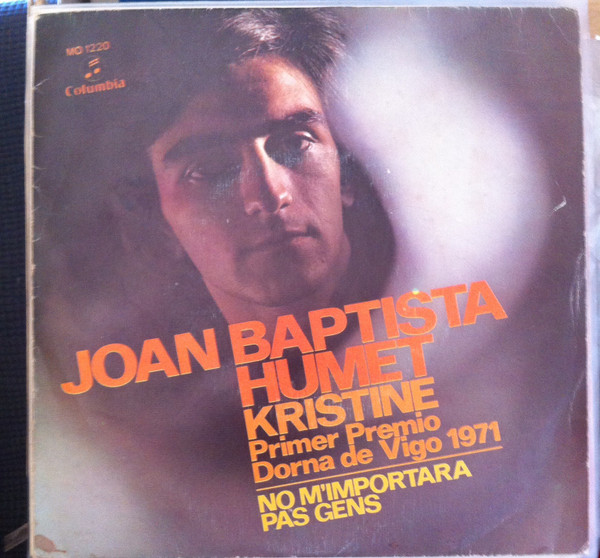 MO 1220
Columbia
JOAN BAPTISTA
HUMET
KRISTINE
Primer Premio
Dorna de Vigo 1971
NO M'IMPORTARA
PAS GENS